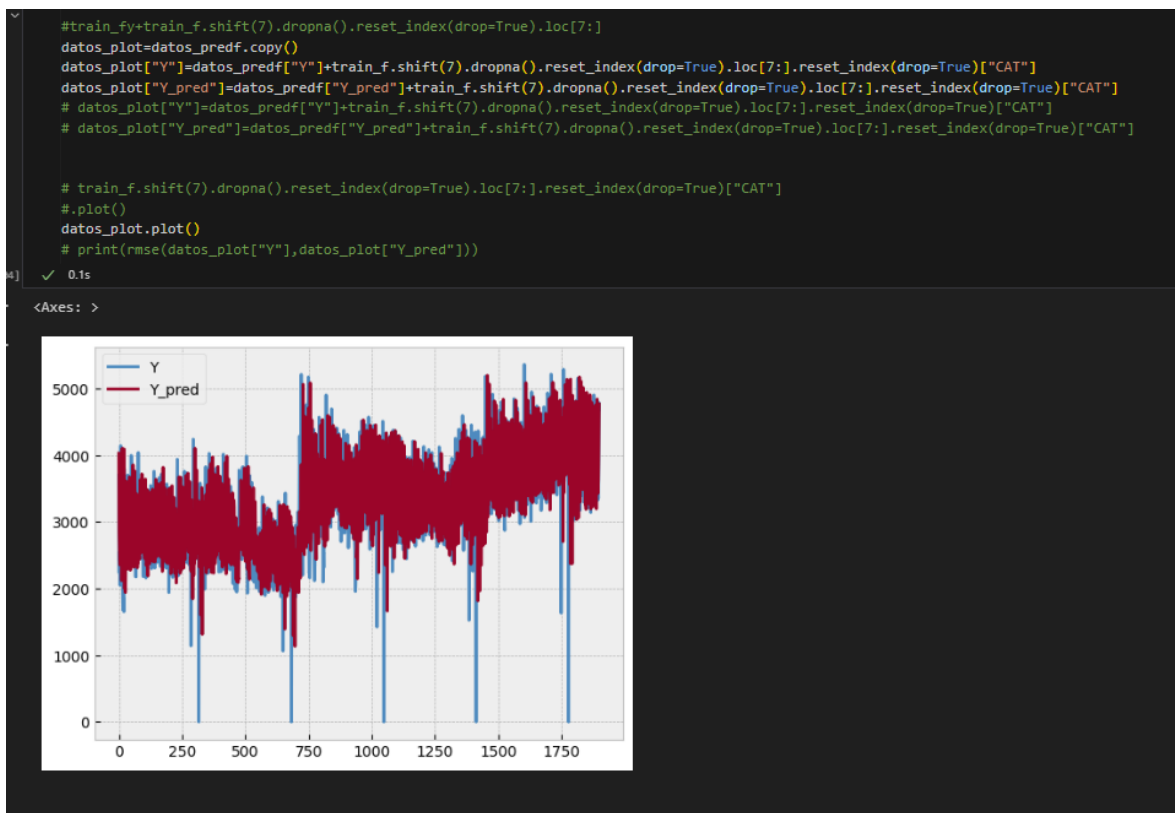 #train_fy+train_f.shift(7).dropna().reset_index(drop=True).loc[7:]
datos_plot=datos_predf.copy()
datos_plot["Y"]=datos_predf["Y"]+train_f.shift(7).dropna().reset_index(drop=True).loc[7:].reset_index(drop=True)["CAT"]
datos_plot["Y_pred"]=datos_predf["Y_pred"]+train_f.shift(7).dropna().reset_index(drop=True).loc[7:].reset_index(drop=True)["CAT"]
# datos_plot["Y"]=datos_predf["Y"]+train_f.shift(7).dropna().reset_index(drop=True).loc[7:].reset_index(drop=True)["CAT"]
# datos_plot["Y_pred"]=datos_predf["Y_pred"]+train_f.shift(7).dropna().reset_index(drop=True).loc[7:].reset_index(drop=True)["CAT"]
# train_f.shift(7).dropna().reset_index(drop=True).loc[7:].reset_index(drop=True)["CAT"]
#.plot()
datos_plot.plot()
# print(rmse(datos_plot["Y"],datos_plot["Y_pred"]))
4] ✓ 0.1s
<Axes: >
Y
Y_pred
5000
4000
3000
2000
1000
0
0 250 500 750 1000 1250 1500 1750